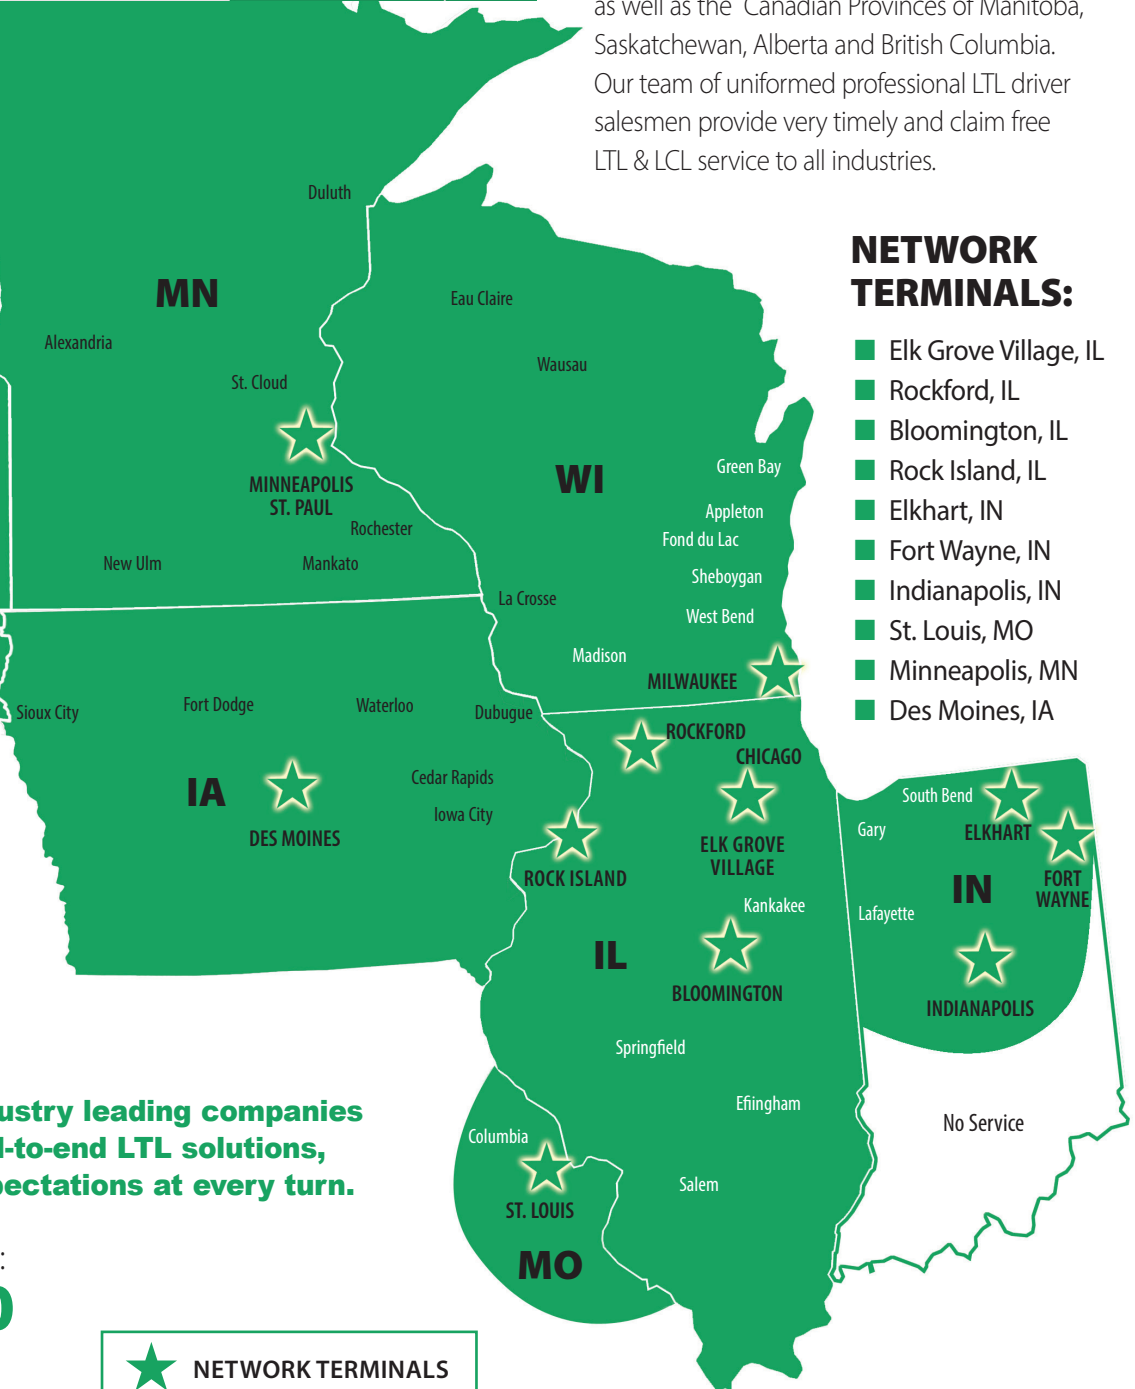 as well as the Canadian Provinces of Manitoba,
Saskatchewan, Alberta and British Columbia.
Our team of uniformed professional LTL driver
salesmen provide very timely and claim free
LTL & LCL service to all industries.
NETWORK
TERMINALS:
Elk Grove Village, IL
Rockford, IL
Bloomington, IL
Rock Island, IL
Elkhart, IN
Fort Wayne, IN
Indianapolis, IN
St. Louis, MO
Minneapolis, MN
Des Moines, IA
Duluth
MN
Alexandria
St. Cloud
MINNEAPOLIS
ST. PAUL
Rochester
New Ulm
Mankato
Eau Claire
Wausau
WI
Green Bay
Appleton
Fond du Lac
Sheboygan
La Crosse
West Bend
Madison
MILWAUKEE
Sioux City
Fort Dodge
Waterloo
Dubugue
IA
Cedar Rapids
Iowa City
DES MOINES
ROCKFORD
CHICAGO
ELK GROVE
VILLAGE
ROCK ISLAND
Kankakee
IL
BLOOMINGTON
Springfield
Efiingham
Salem
South Bend
Gary
ELKHART
IN
FORT
WAYNE
Lafayette
INDIANAPOLIS
No Service
Columbia
ST. LOUIS
MO
ustry leading companies
-to-end LTL solutions,
pectations at every turn.
:
NETWORK TERMINALS